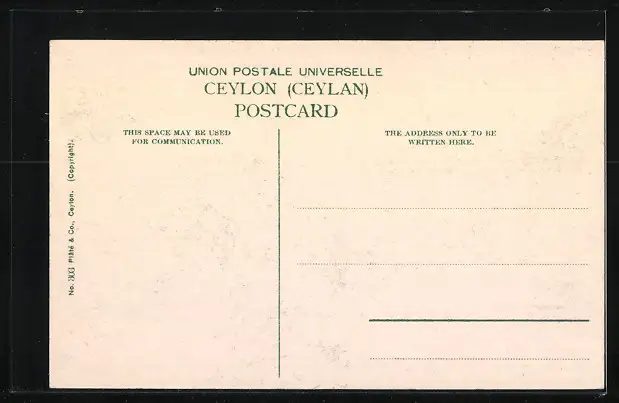 UNION POSTALE UNIVERSELLE
CEYLON (CEYLAN)
POSTCARD
THIS SPACE MAY BE USED
FOR COMMUNICATION.
THE ADDRESS ONLY TO BE
WRITTEN HERE.
No. Plâté & Co., Ceylon. (Copyright).